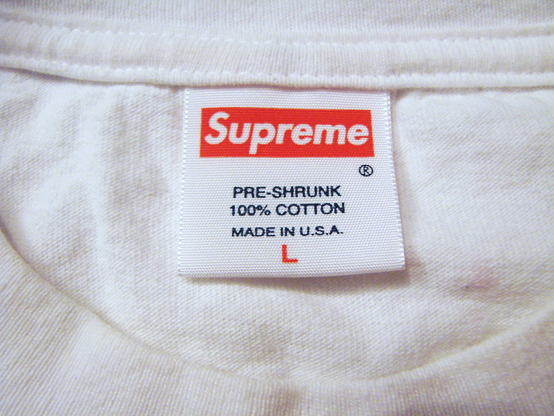 Supreme
®
PRE-SHRUNK
100% COTTON
MADE IN U.S.A.
L